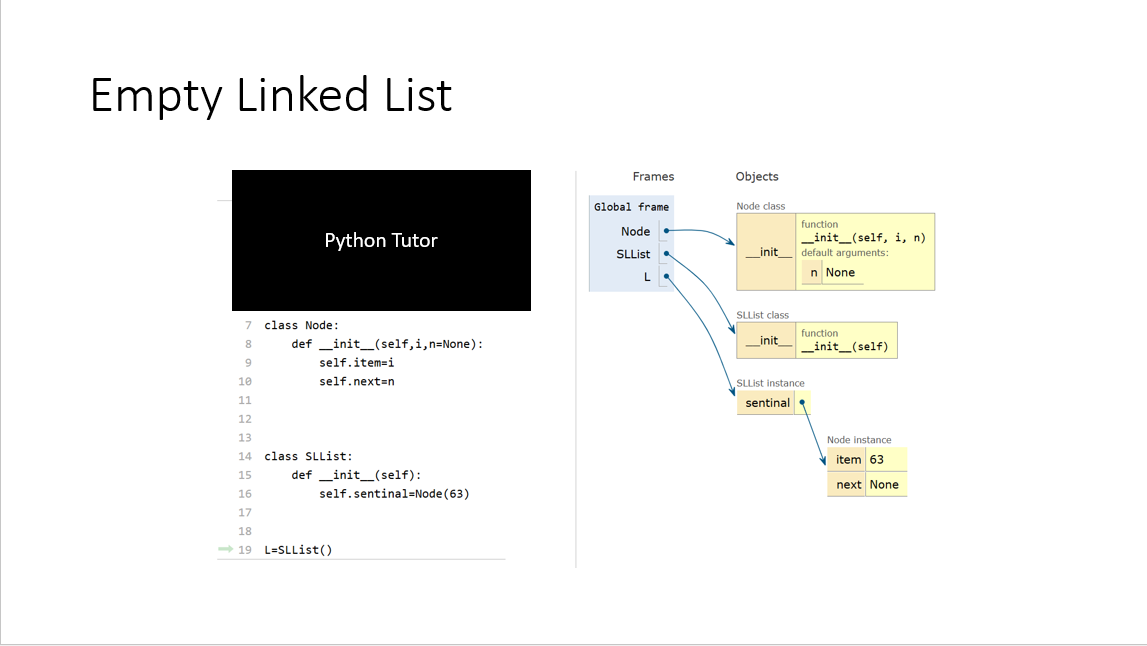 Empty Linked List
Python Tutor
7 class Node:
8 def __init__(self,i,n=None):
9 self.item=i
10 self.next=n
11
12
13
14 class SLList:
15 def __init__(self):
16 self.sentinal=Node(63)
17
18
19 L=SLList()
Frames
Objects
Global frame
Node
SLList
L
Node class
__init__
function
__init__(self, i, n)
default arguments:
n None
SLList class
__init__
function
__init__(self)
SLList instance
sentinal
Node instance
item 63
next None